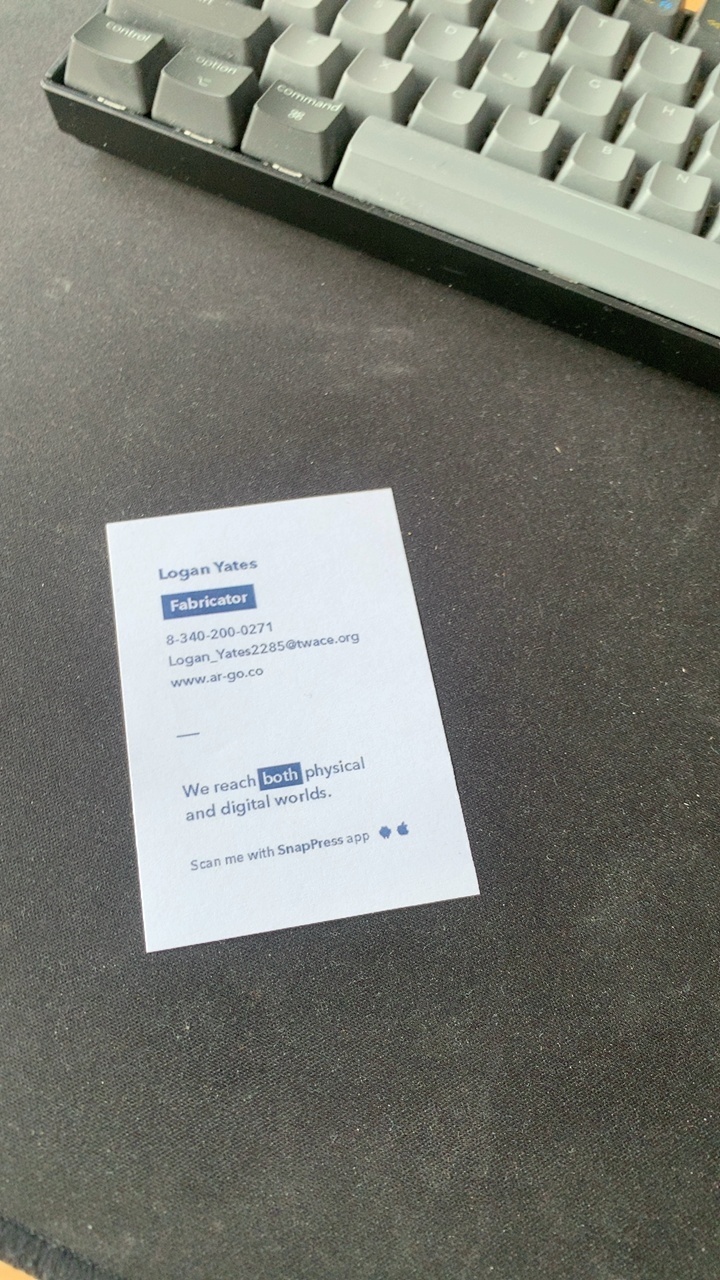 control
option
command
Z
X
C
V
B
N
S
D
F
G
H
T
Y
Logan Yates
Fabricator
8-340-200-0271
Logan_Yates2285@twace.org
www.ar-go.co
We reach both physical
and digital worlds.
Scan me with SnapPress app